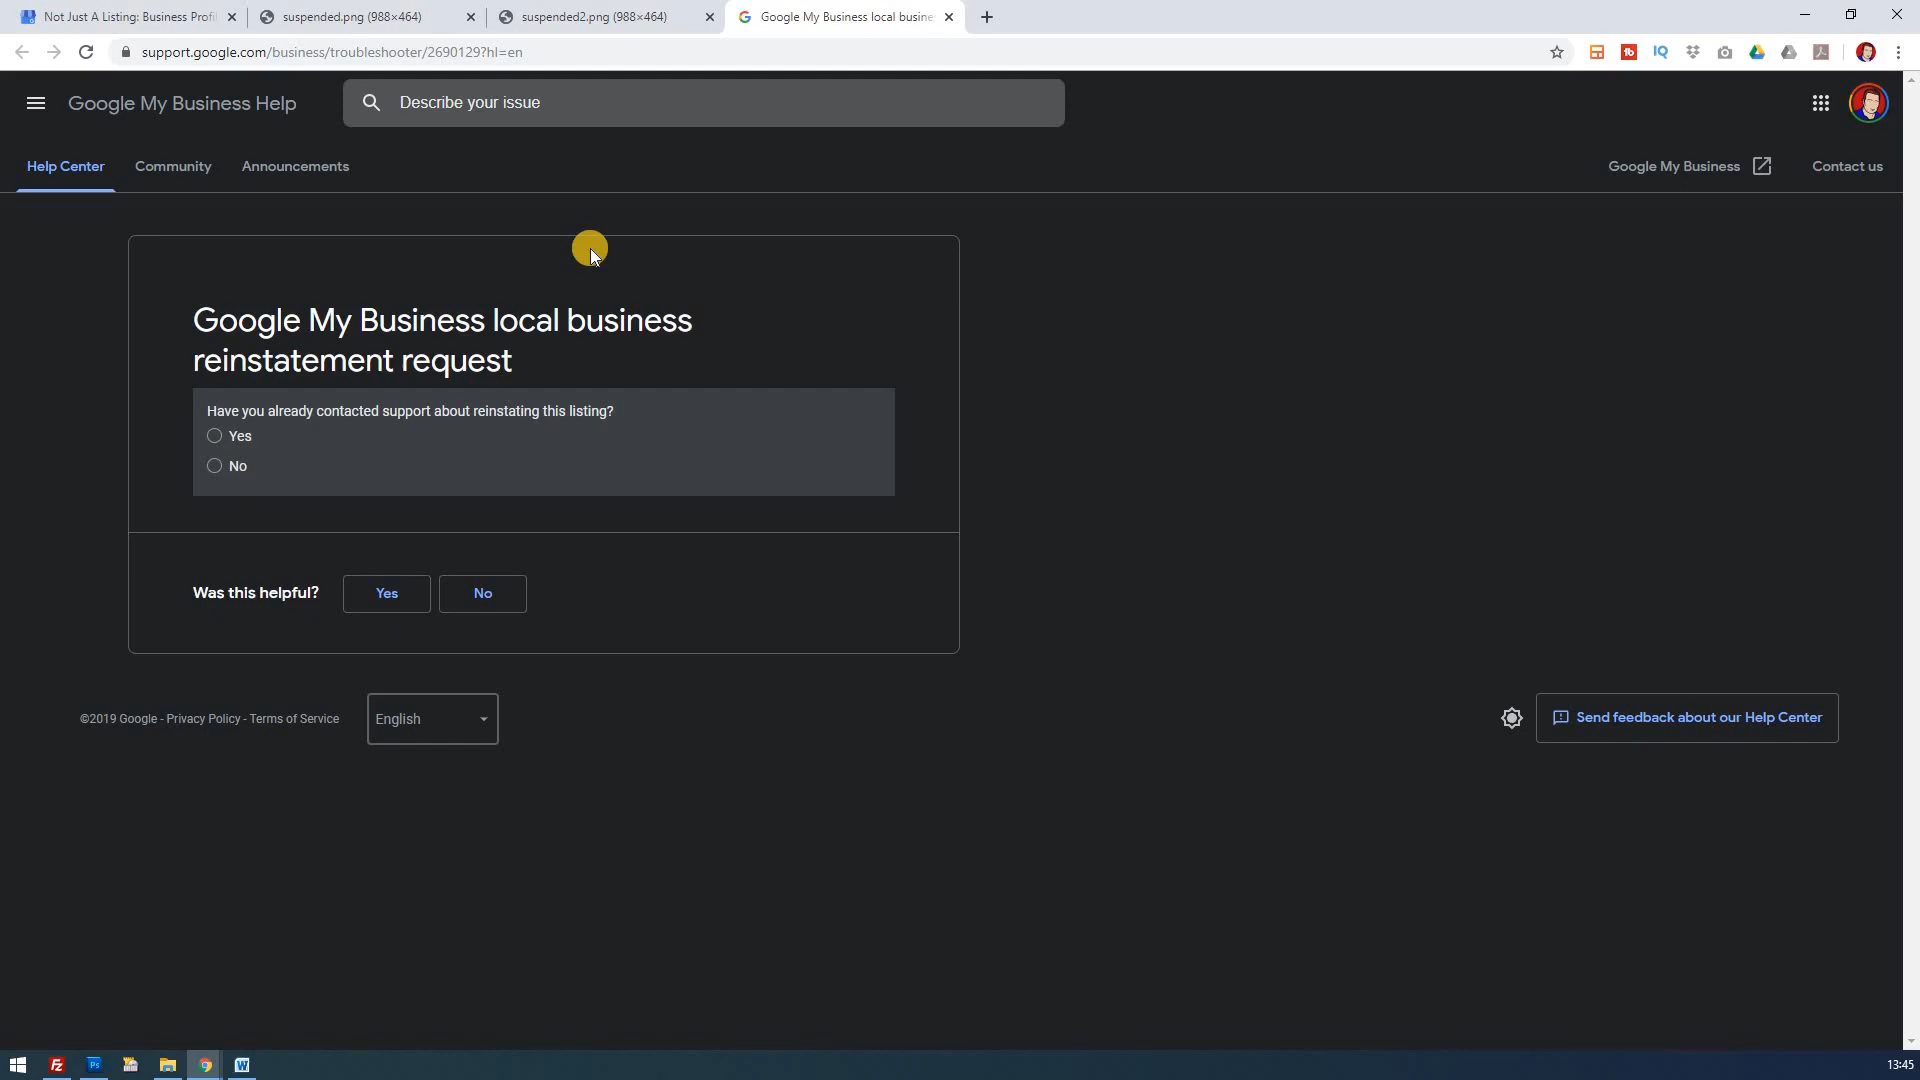 Not Just A Listing: Business Profi
suspended.png (988×464)
suspended2.png (988×464)
Google My Business local busine
support.google.com/business/troubleshooter/2690129?hl=en
Google My Business Help
Describe your issue
Help Center
Community
Announcements
Google My Business
Contact us
Google My Business local business
reinstatement request
Have you already contacted support about reinstating this listing?
Yes
No
Was this helpful?
Yes
No
©2019 Google - Privacy Policy - Terms of Service
English
Send feedback about our Help Center
13:45